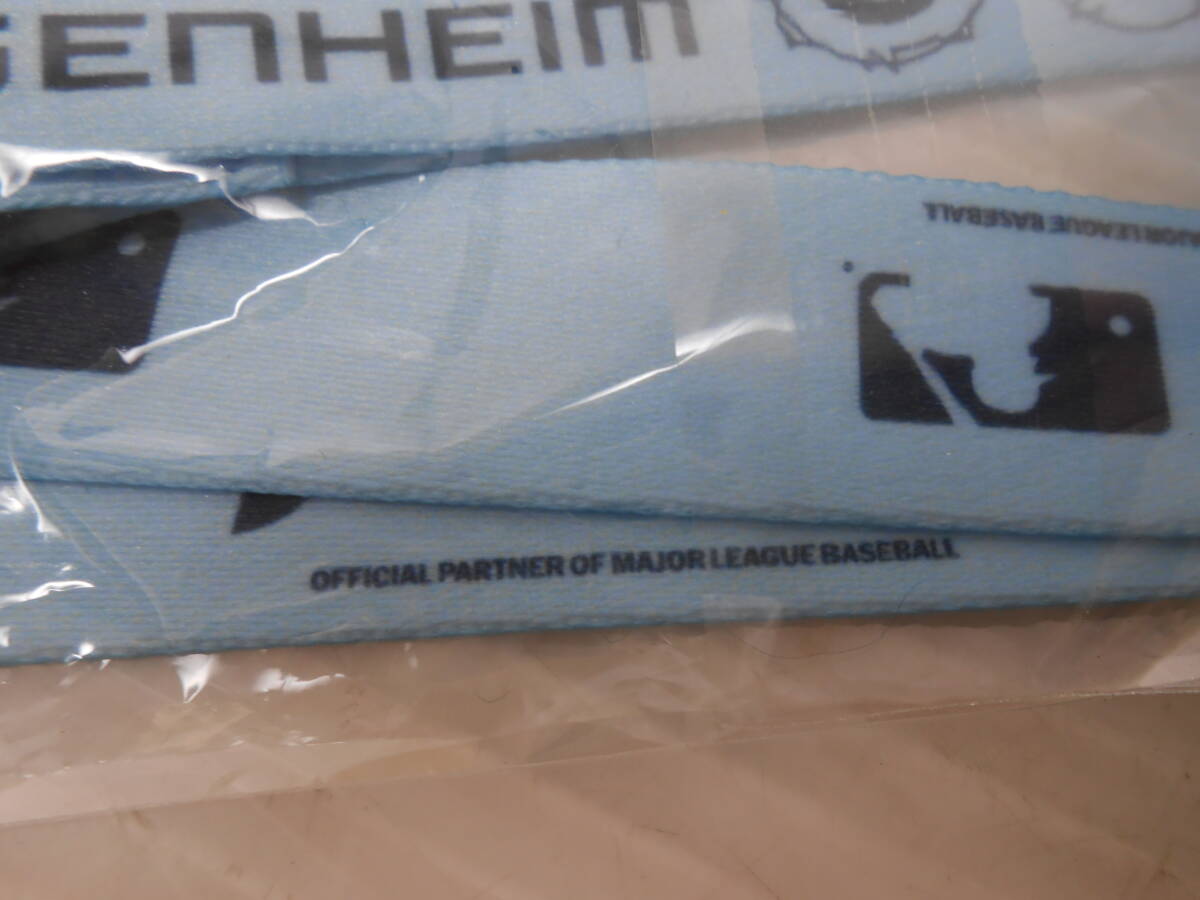 GENHEIM
MAJOR LEAGUE BASEBALL
OFFICIAL PARTNER OF MAJOR LEAGUE BASEBALL